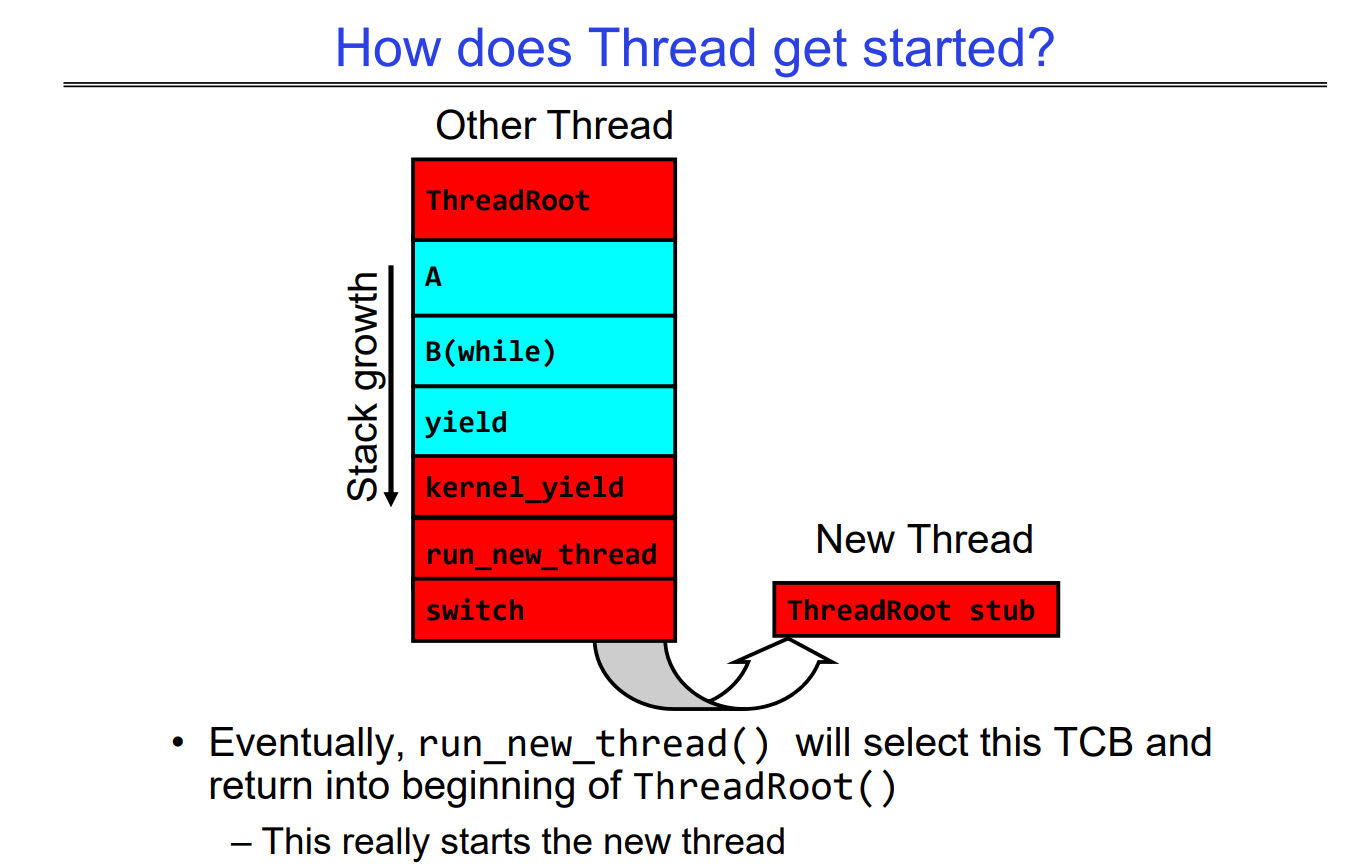 How does Thread get started?
Other Thread
ThreadRoot
A
B(while)
yield
kernel_yield
run_new_thread
switch
Stack growth
New Thread
ThreadRoot stub
• Eventually, run_new_thread() will select this TCB and
return into beginning of ThreadRoot()
– This really starts the new thread